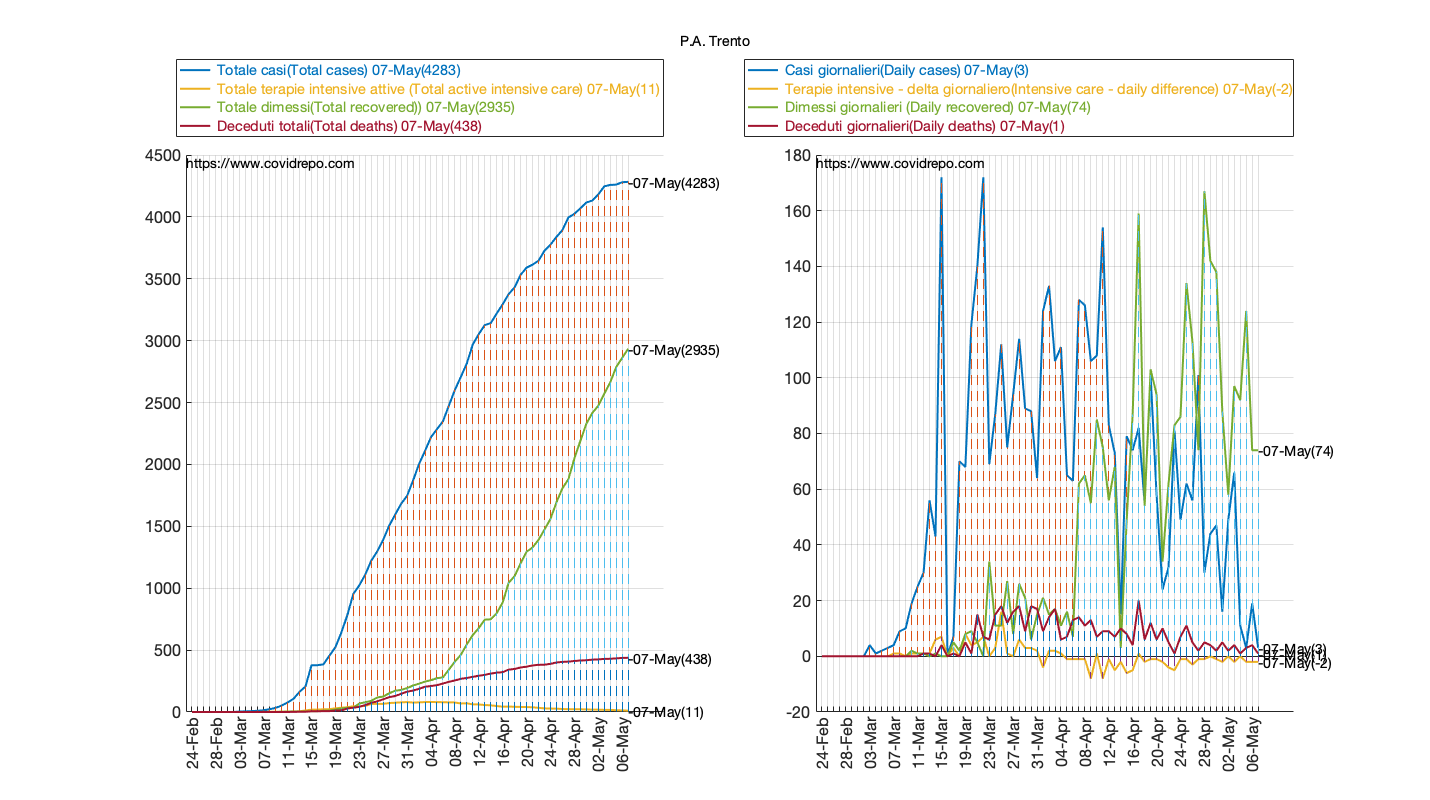 P.A. Trento
Totale casi(Total cases) 07-May(4283)
Totale terapie intensive attive (Total active intensive care) 07-May(11)
Totale dimessi(Total recovered)) 07-May(2935)
Deceduti totali(Total deaths) 07-May(438)
Casi giornalieri(Daily cases) 07-May(3)
Terapie intensive - delta giornaliero(Intensive care - daily difference) 07-May(-2)
Dimessi giornalieri (Daily recovered) 07-May(74)
Deceduti giornalieri(Daily deaths) 07-May(1)
https://www.covidrepo.com
4500
4000
3500
3000
2500
2000
1500
1000
500
0
07-May(4283)
07-May(2935)
07-May(438)
07-May(11)
24-Feb
28-Feb
03-Mar
07-Mar
11-Mar
15-Mar
19-Mar
23-Mar
27-Mar
31-Mar
04-Apr
08-Apr
12-Apr
16-Apr
20-Apr
24-Apr
28-Apr
02-May
06-May
https://www.covidrepo.com
180
160
140
120
100
80
60
40
20
0
-20
07-May(74)
07-May(3)
07-May(-2)
24-Feb
28-Feb
03-Mar
07-Mar
11-Mar
15-Mar
19-Mar
23-Mar
27-Mar
31-Mar
04-Apr
08-Apr
12-Apr
16-Apr
20-Apr
24-Apr
28-Apr
02-May
06-May